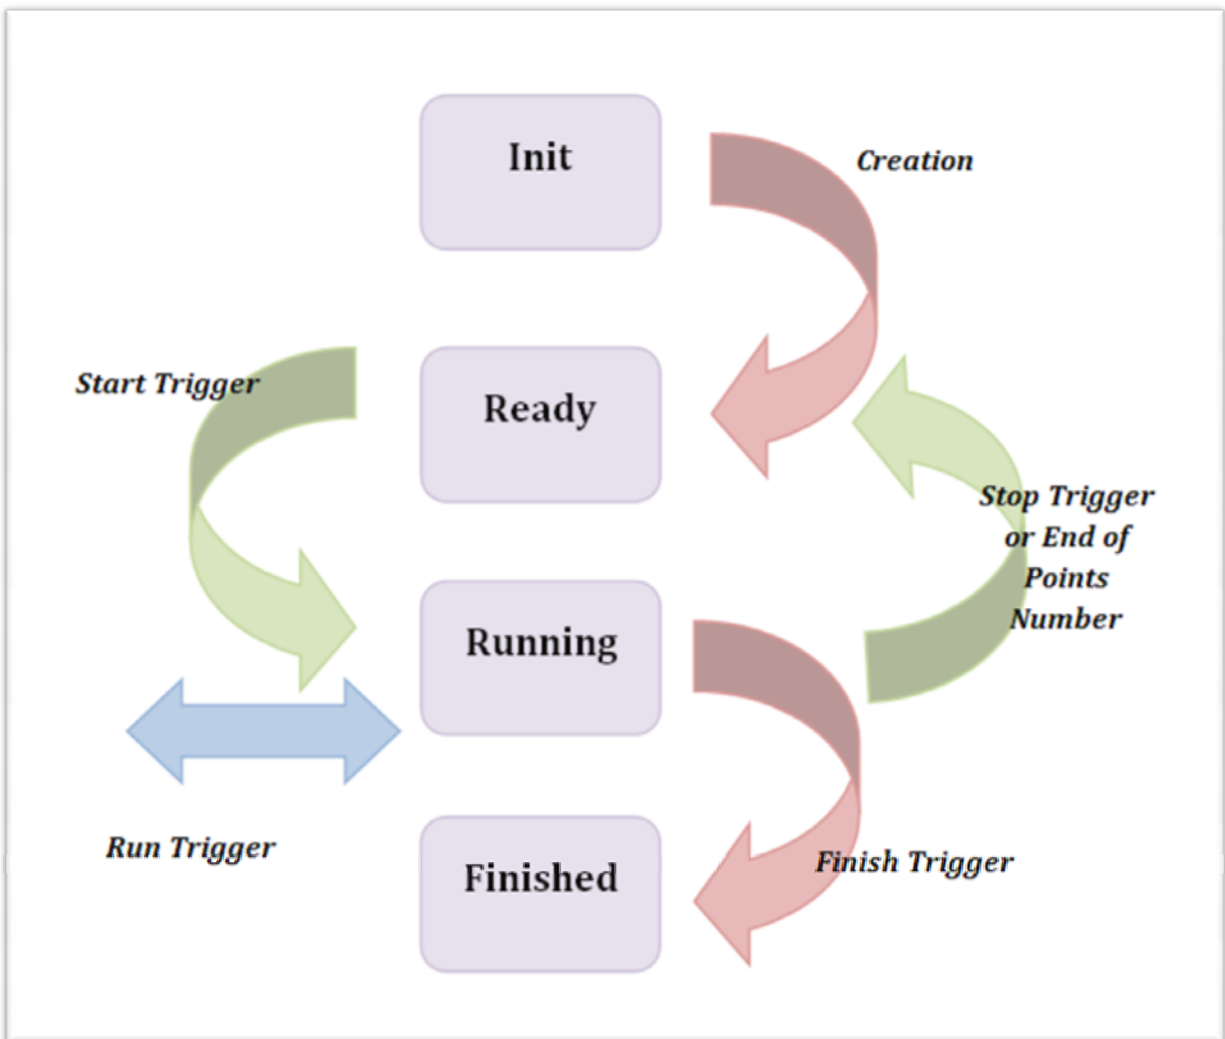 Init
Creation
Start Trigger
Ready
Stop Trigger
or End of
Points
Number
Running
Run Trigger
Finished
Finish Trigger